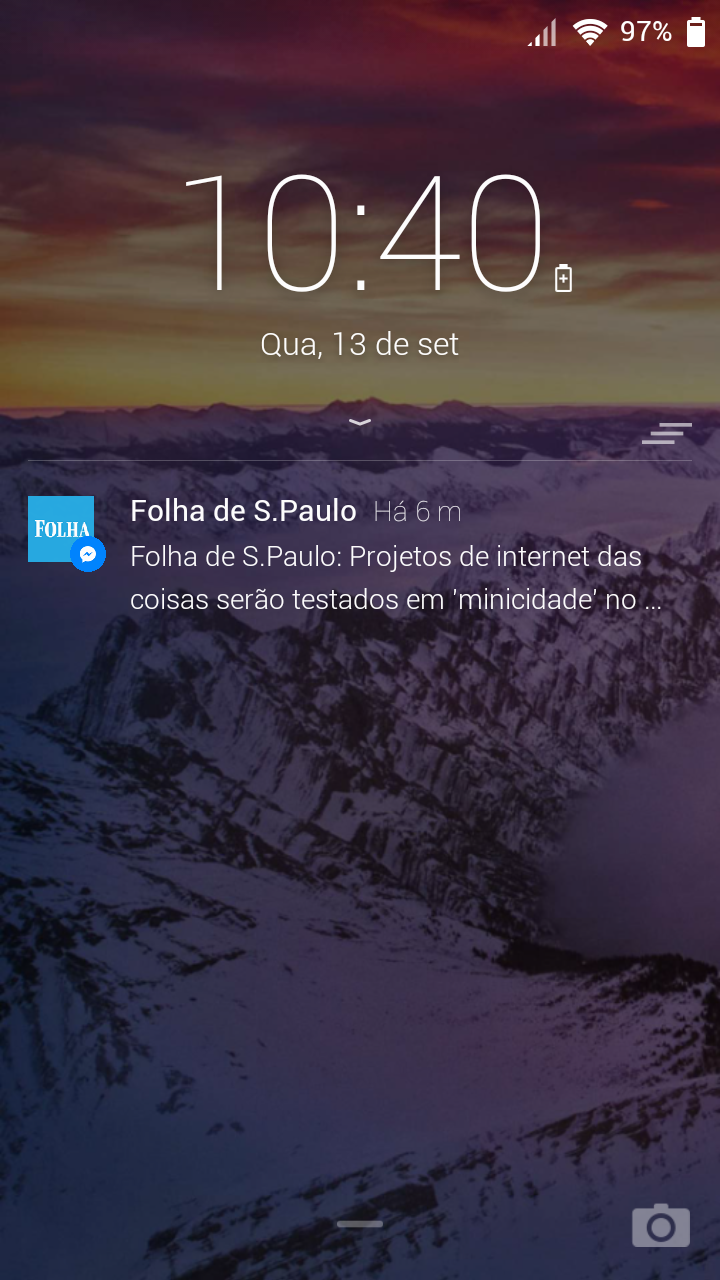 97%
10:40
Qua, 13 de set
FOLHA
Folha de S.Paulo Há 6 m
Folha de S.Paulo: Projetos de internet das
coisas serão testados em 'minicidade' no ...